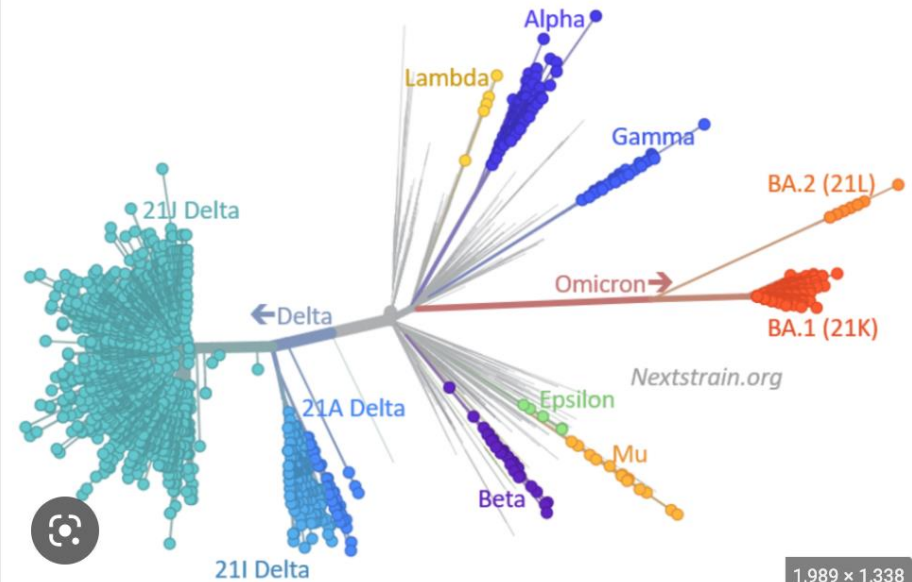 Alpha
Lambda
Gamma
BA.2 (21L)
21J Delta
Omicron→
←Delta
BA.1 (21K)
Nextstrain.org
Epsilon
21A Delta
Mu
Beta
21I Delta
1,989 × 1,338